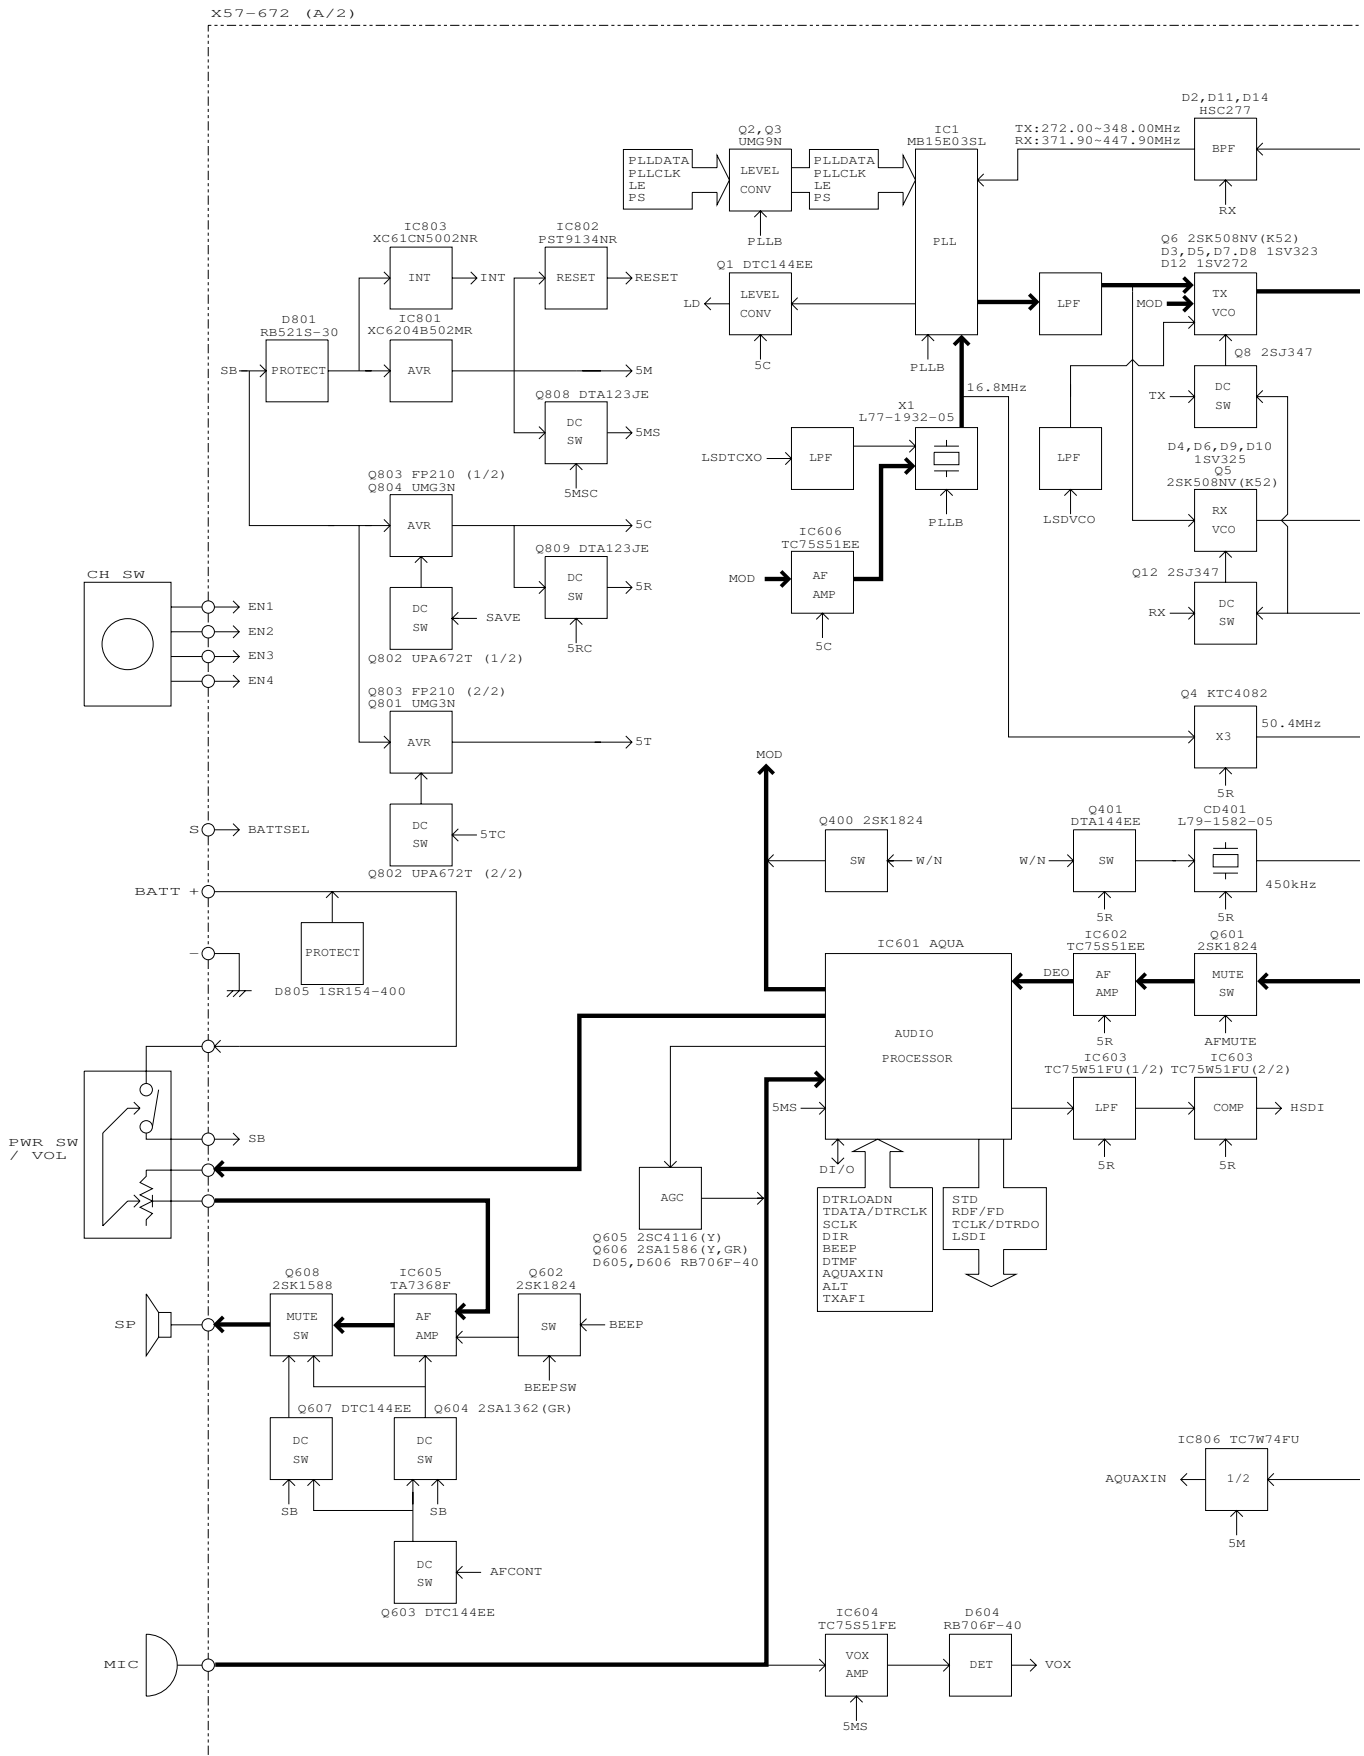 X57-672 (A/2)
D2,D11,D14
HSC277
Q2,Q3
UMG9N
IC1
MB15E03SL
TX:272.00~348.00MHz
RX:371.90~447.90MHz
BPF
PLLDATA
PLLCLK
LE
PS
LEVEL
CONV
PLLDATA
PLLCLK
LE
PS
RX
PLLB
PLL
IC803
XC61CN5002NR
IC802
PST9134NR
Q6 2SK508NV(K52)
D3,D5,D7.D8 1SV323
D12 1SV272
INT
INT
RESET
RESET
Q1 DTC144EE
LEVEL
CONV
LD
LPF
MOD
TX
VCO
D801
RB521S-30
IC801
XC6204B502MR
5C
PLLB
Q8 2SJ347
SB
PROTECT
AVR
5M
16.8MHz
TX
DC
SW
Q808 DTA123JE
DC
SW
5MS
X1
L77-1932-05
LSDTCXO
LPF
LPF
D4,D6,D9,D10
1SV325
Q5
2SK508NV(K52)
Q803 FP210 (1/2)
Q804 UMG3N
5MSC
AVR
5C
PLLB
LSDVCO
RX
VCO
IC606
TC75S51EE
Q809 DTA123JE
DC
SW
5R
CH SW
MOD
AF
AMP
Q12 2SJ347
DC
SW
SAVE
RX
DC
SW
EN1
EN2
EN3
EN4
5RC
5C
Q802 UPA672T (1/2)
Q803 FP210 (2/2)
Q801 UMG3N
AVR
5T
Q4 KTC4082
X3
50.4MHz
MOD
5R
S
BATTSEL
DC
SW
5TC
Q802 UPA672T (2/2)
Q400 2SK1824
SW
W/N
Q401
DTA144EE
W/N
SW
CD401
L79-1582-05
450kHz
BATT +
5R
5R
PROTECT
D805 1SR154-400
-
IC601 AQUA
IC602
TC75S51EE
Q601
2SK1824
DEO
AF
AMP
MUTE
SW
AUDIO
PROCESSOR
5R
AFMUTE
IC603
TC75W51FU(1/2)
IC603
TC75W51FU(2/2)
5MS
LPF
COMP
HSDI
PWR SW
/ VOL
SB
5R
5R
DI/O
AGC
Q605 2SC4116(Y)
Q606 2SA1586(Y,GR)
D605,D606 RB706F-40
DTRLOADN
TDATA/DTRCLK
SCLK
DIR
BEEP
DTMF
AQUAXIN
ALT
TXAFI
STD
RDF/FD
TCLK/DTRDO
LSDI
Q608
2SK1588
IC605
TA7368F
Q602
2SK1824
SP
MUTE
SW
AF
AMP
SW
BEEP
BEEPSW
Q607 DTC144EE
Q604 2SA1362(GR)
DC
SW
DC
SW
SB
SB
IC806 TC7W74FU
AQUAXIN
1/2
5M
DC
SW
AFCONT
Q603 DTC144EE
IC604
TC75S51FE
D604
RB706F-40
MIC
VOX
AMP
DET
VOX
5MS